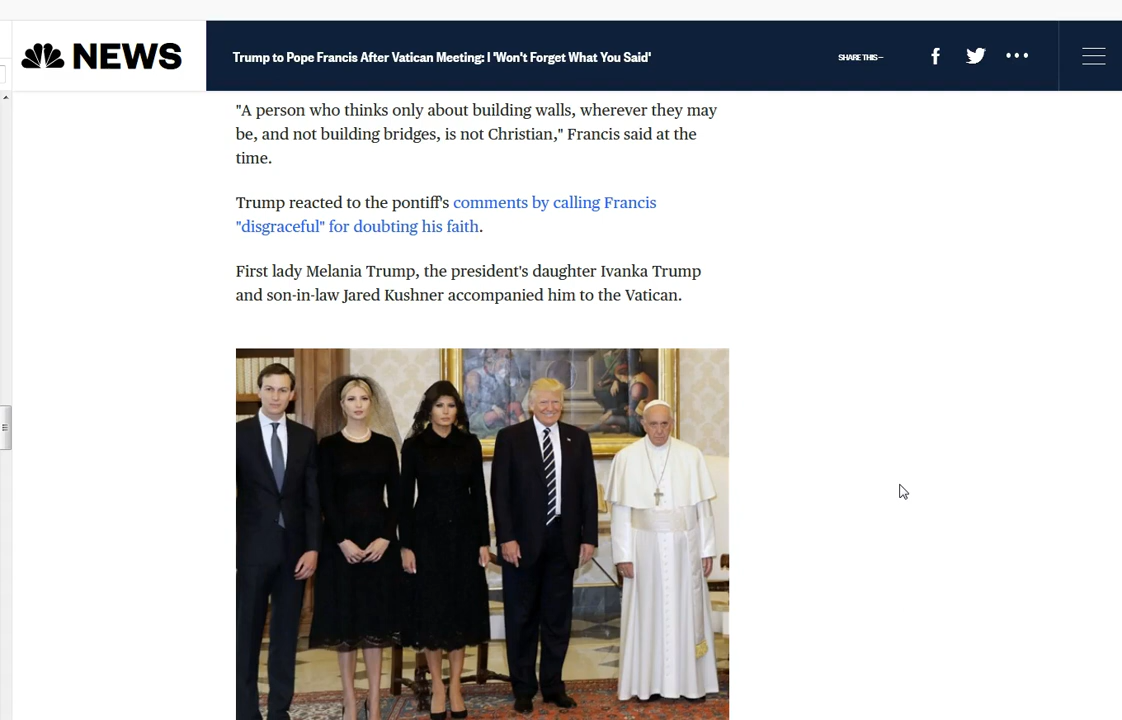 NEWS
Trump to Pope Francis After Vatican Meeting: I 'Won't Forget What You Said'
SHARE THIS—
"A person who thinks only about building walls, wherever they may
be, and not building bridges, is not Christian," Francis said at the
time.
Trump reacted to the pontiff's comments by calling Francis
"disgraceful" for doubting his faith.
First lady Melania Trump, the president's daughter Ivanka Trump
and son-in-law Jared Kushner accompanied him to the Vatican.